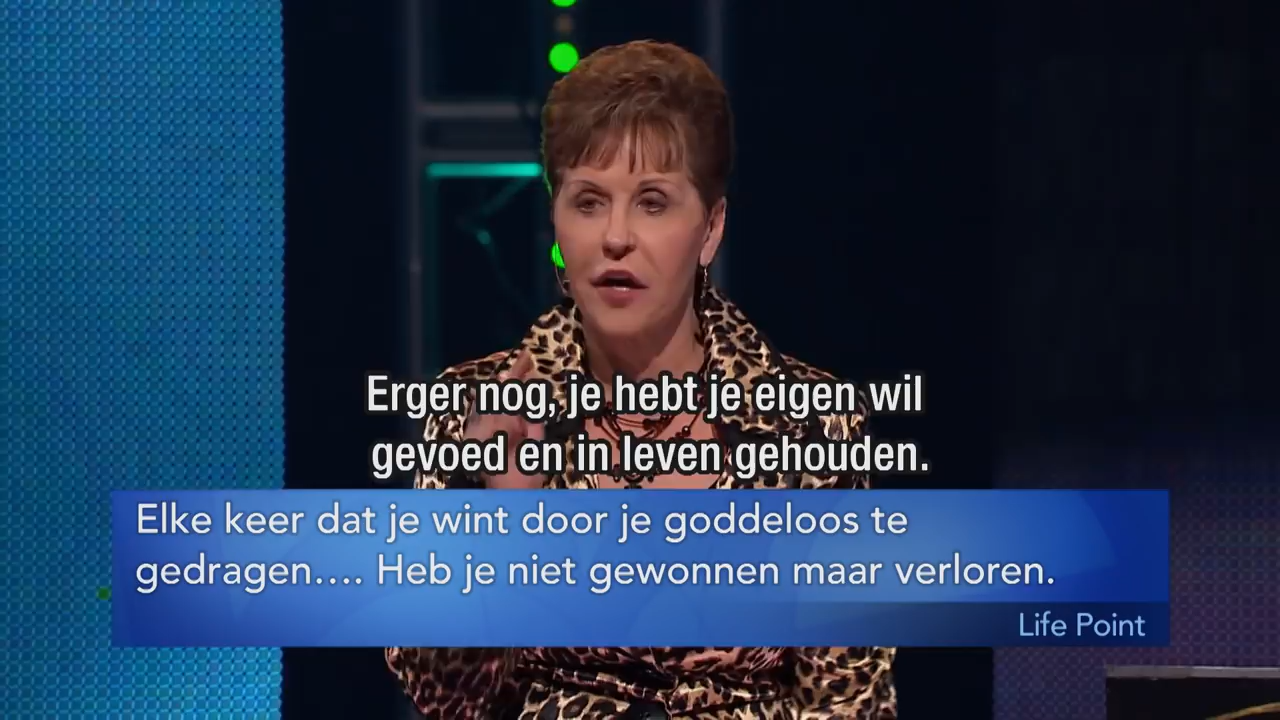 Erger nog, je hebt je eigen wil
gevoed en in leven gehouden.
Elke keer dat je wint door je goddeloos te
gedragen…. Heb je niet gewonnen maar verloren.
Life Point